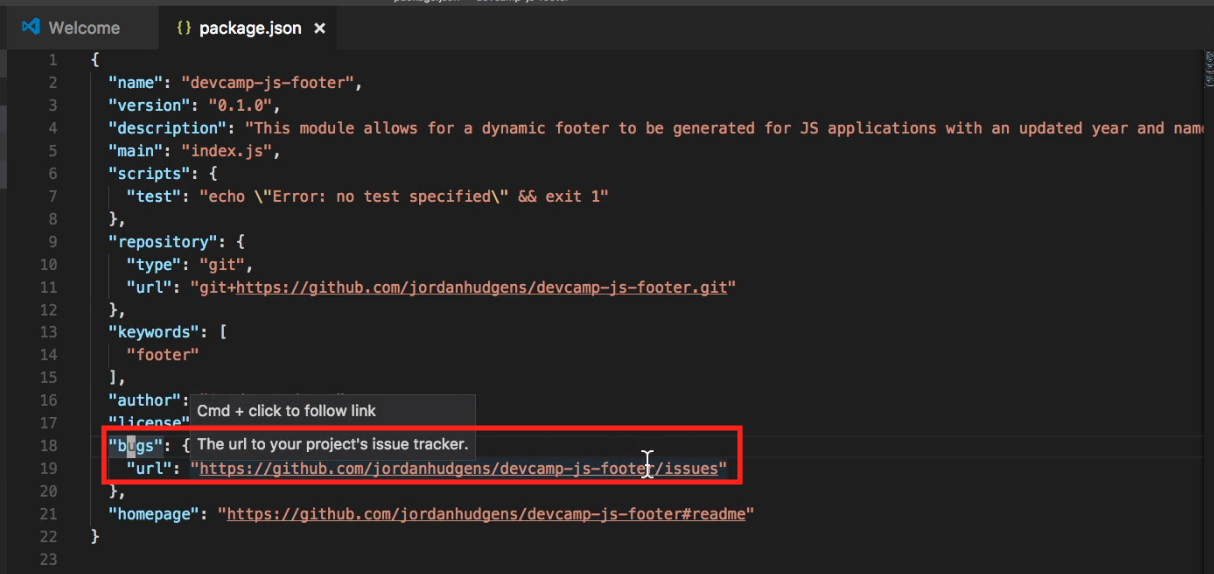 Welcome
{} package.json ×
1 {
2 "name": "devcamp-js-footer",
3 "version": "0.1.0",
4 "description": "This module allows for a dynamic footer to be generated for JS applications with an updated year and name
5 "main": "index.js",
6 "scripts": {
7 "test": "echo \"Error: no test specified\" && exit 1"
8 },
9 "repository": {
10 "type": "git",
11 "url": "git+https://github.com/jordanhudgens/devcamp-js-footer.git"
12 },
13 "keywords": [
14 "footer"
15 ],
16 "author":
Cmd + click to follow link
17 "license"
18 "bugs": {
The url to your project's issue tracker.
19 "url": "https://github.com/jordanhudgens/devcamp-js-footer/issues"
20 },
21 "homepage": "https://github.com/jordanhudgens/devcamp-js-footer#readme"
22 }
23